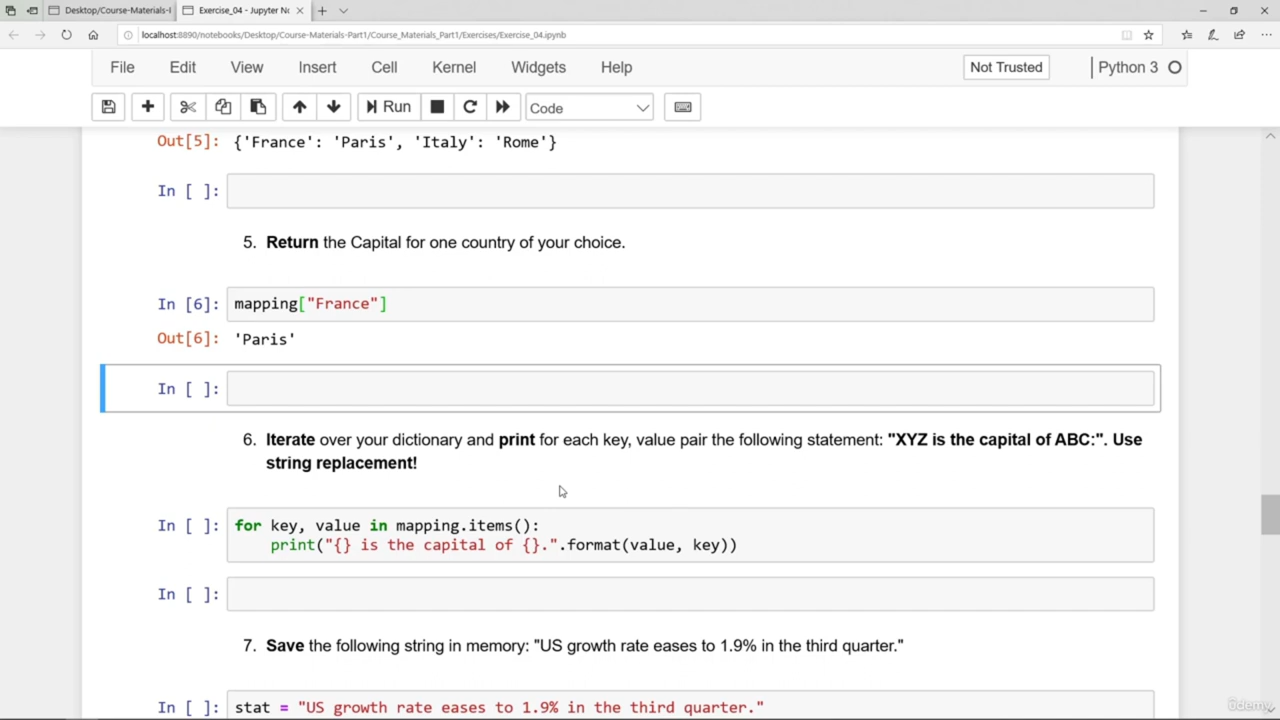 Desktop/Course-Materials-I
Exercise_04 - Jupyter No
localhost:8890/notebooks/Desktop/Course-Materials-Part1/Course_Materials_Part1/Exercises/Exercise_04.ipynb
File Edit View Insert Cell Kernel Widgets Help Not Trusted Python 3
Run Code
Out[5]: {'France': 'Paris', 'Italy': 'Rome'}
In [ ]:
5. Return the Capital for one country of your choice.
In [6]: mapping["France"]
Out[6]: 'Paris'
In [ ]:
6. Iterate over your dictionary and print for each key, value pair the following statement: "XYZ is the capital of ABC:". Use
string replacement!
In [ ]: for key, value in mapping.items():
print("{} is the capital of {}.".format(value, key))
In [ ]:
7. Save the following string in memory: "US growth rate eases to 1.9% in the third quarter."
In [ ]: stat = "US growth rate eases to 1.9% in the third quarter."
ûdemy